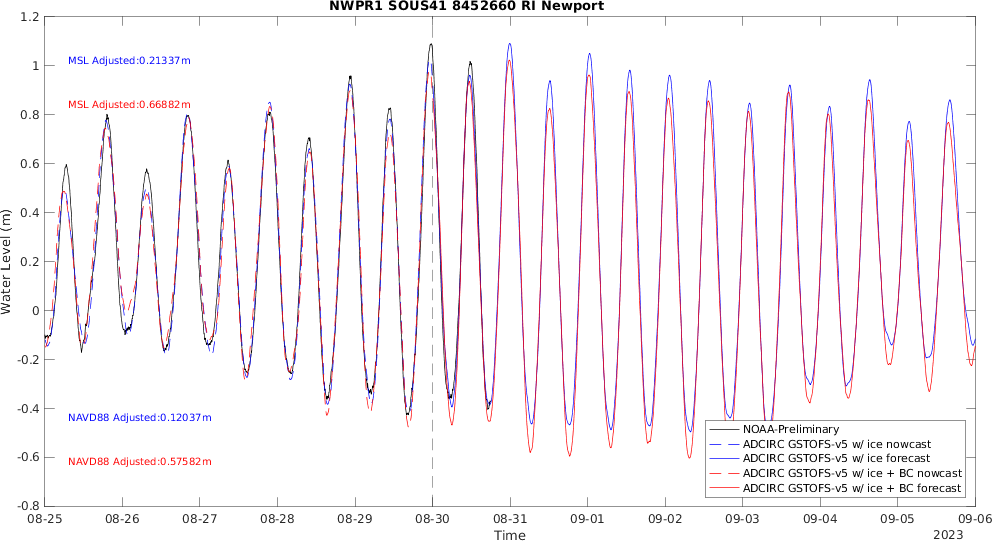 NWPR1 SOUS41 8452660 RI Newport
Water Level (m)
1.2
1
0.8
0.6
0.4
0.2
0
-0.2
-0.4
-0.6
-0.8
MSL Adjusted:0.21337m
MSL Adjusted:0.66882m
NAVD88 Adjusted:0.12037m
NAVD88 Adjusted:0.57582m
NOAA-Preliminary
ADCIRC GSTOFS-v5 w/ ice nowcast
ADCIRC GSTOFS-v5 w/ ice forecast
ADCIRC GSTOFS-v5 w/ ice + BC nowcast
ADCIRC GSTOFS-v5 w/ ice + BC forecast
08-25 08-26 08-27 08-28 08-29 08-30 08-31 09-01 09-02 09-03 09-04 09-05 09-06
Time
2023